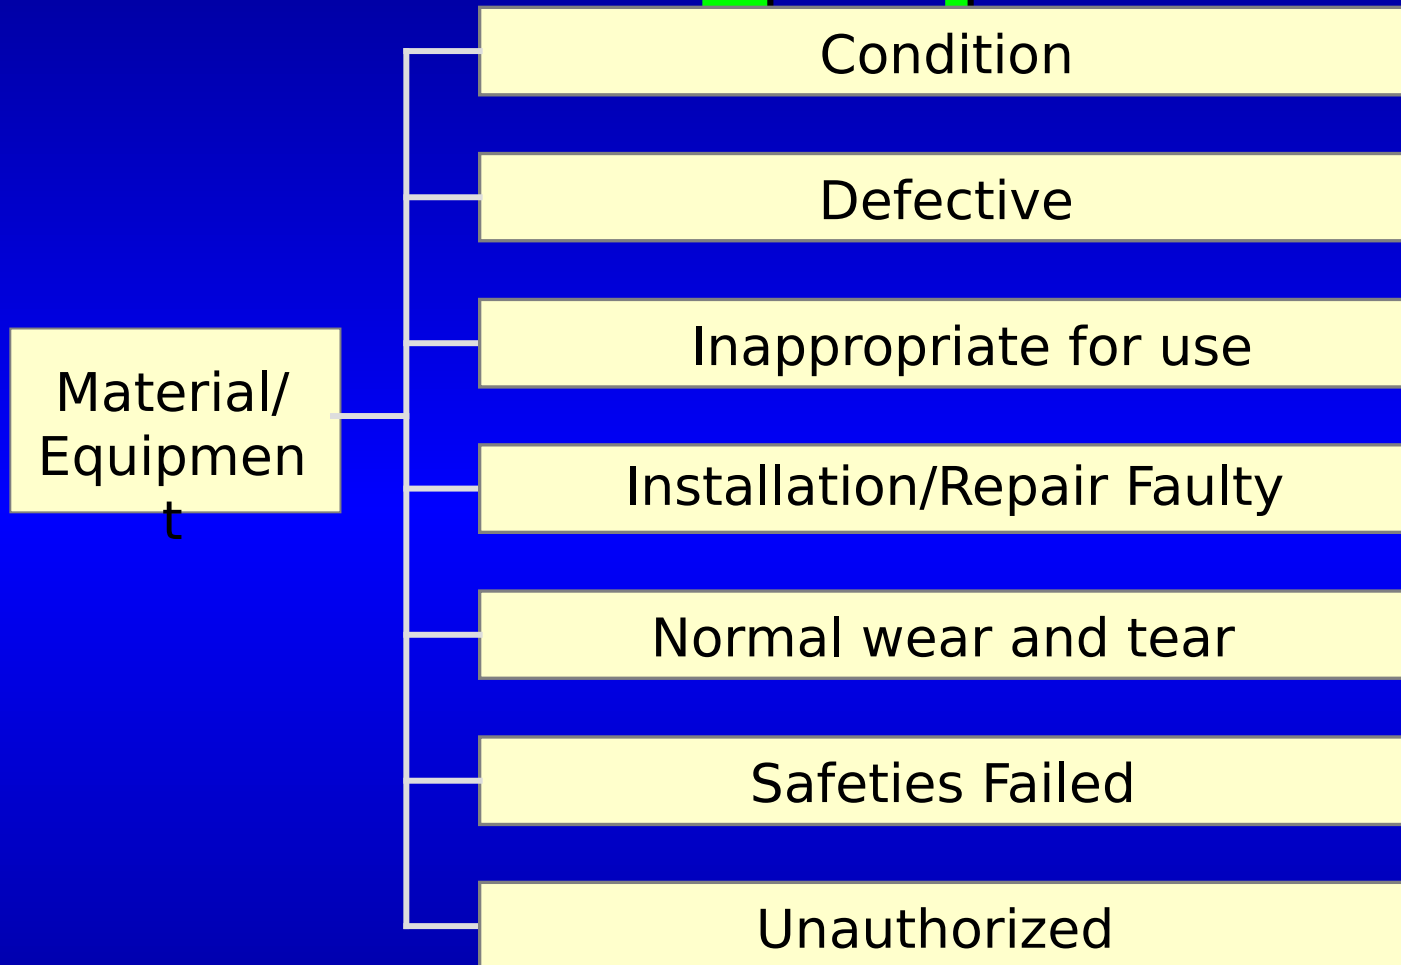 Condition
Defective
Inappropriate for use
Material/
Equipmen
t
Installation/Repair Faulty
Normal wear and tear
Safeties Failed
Unauthorized